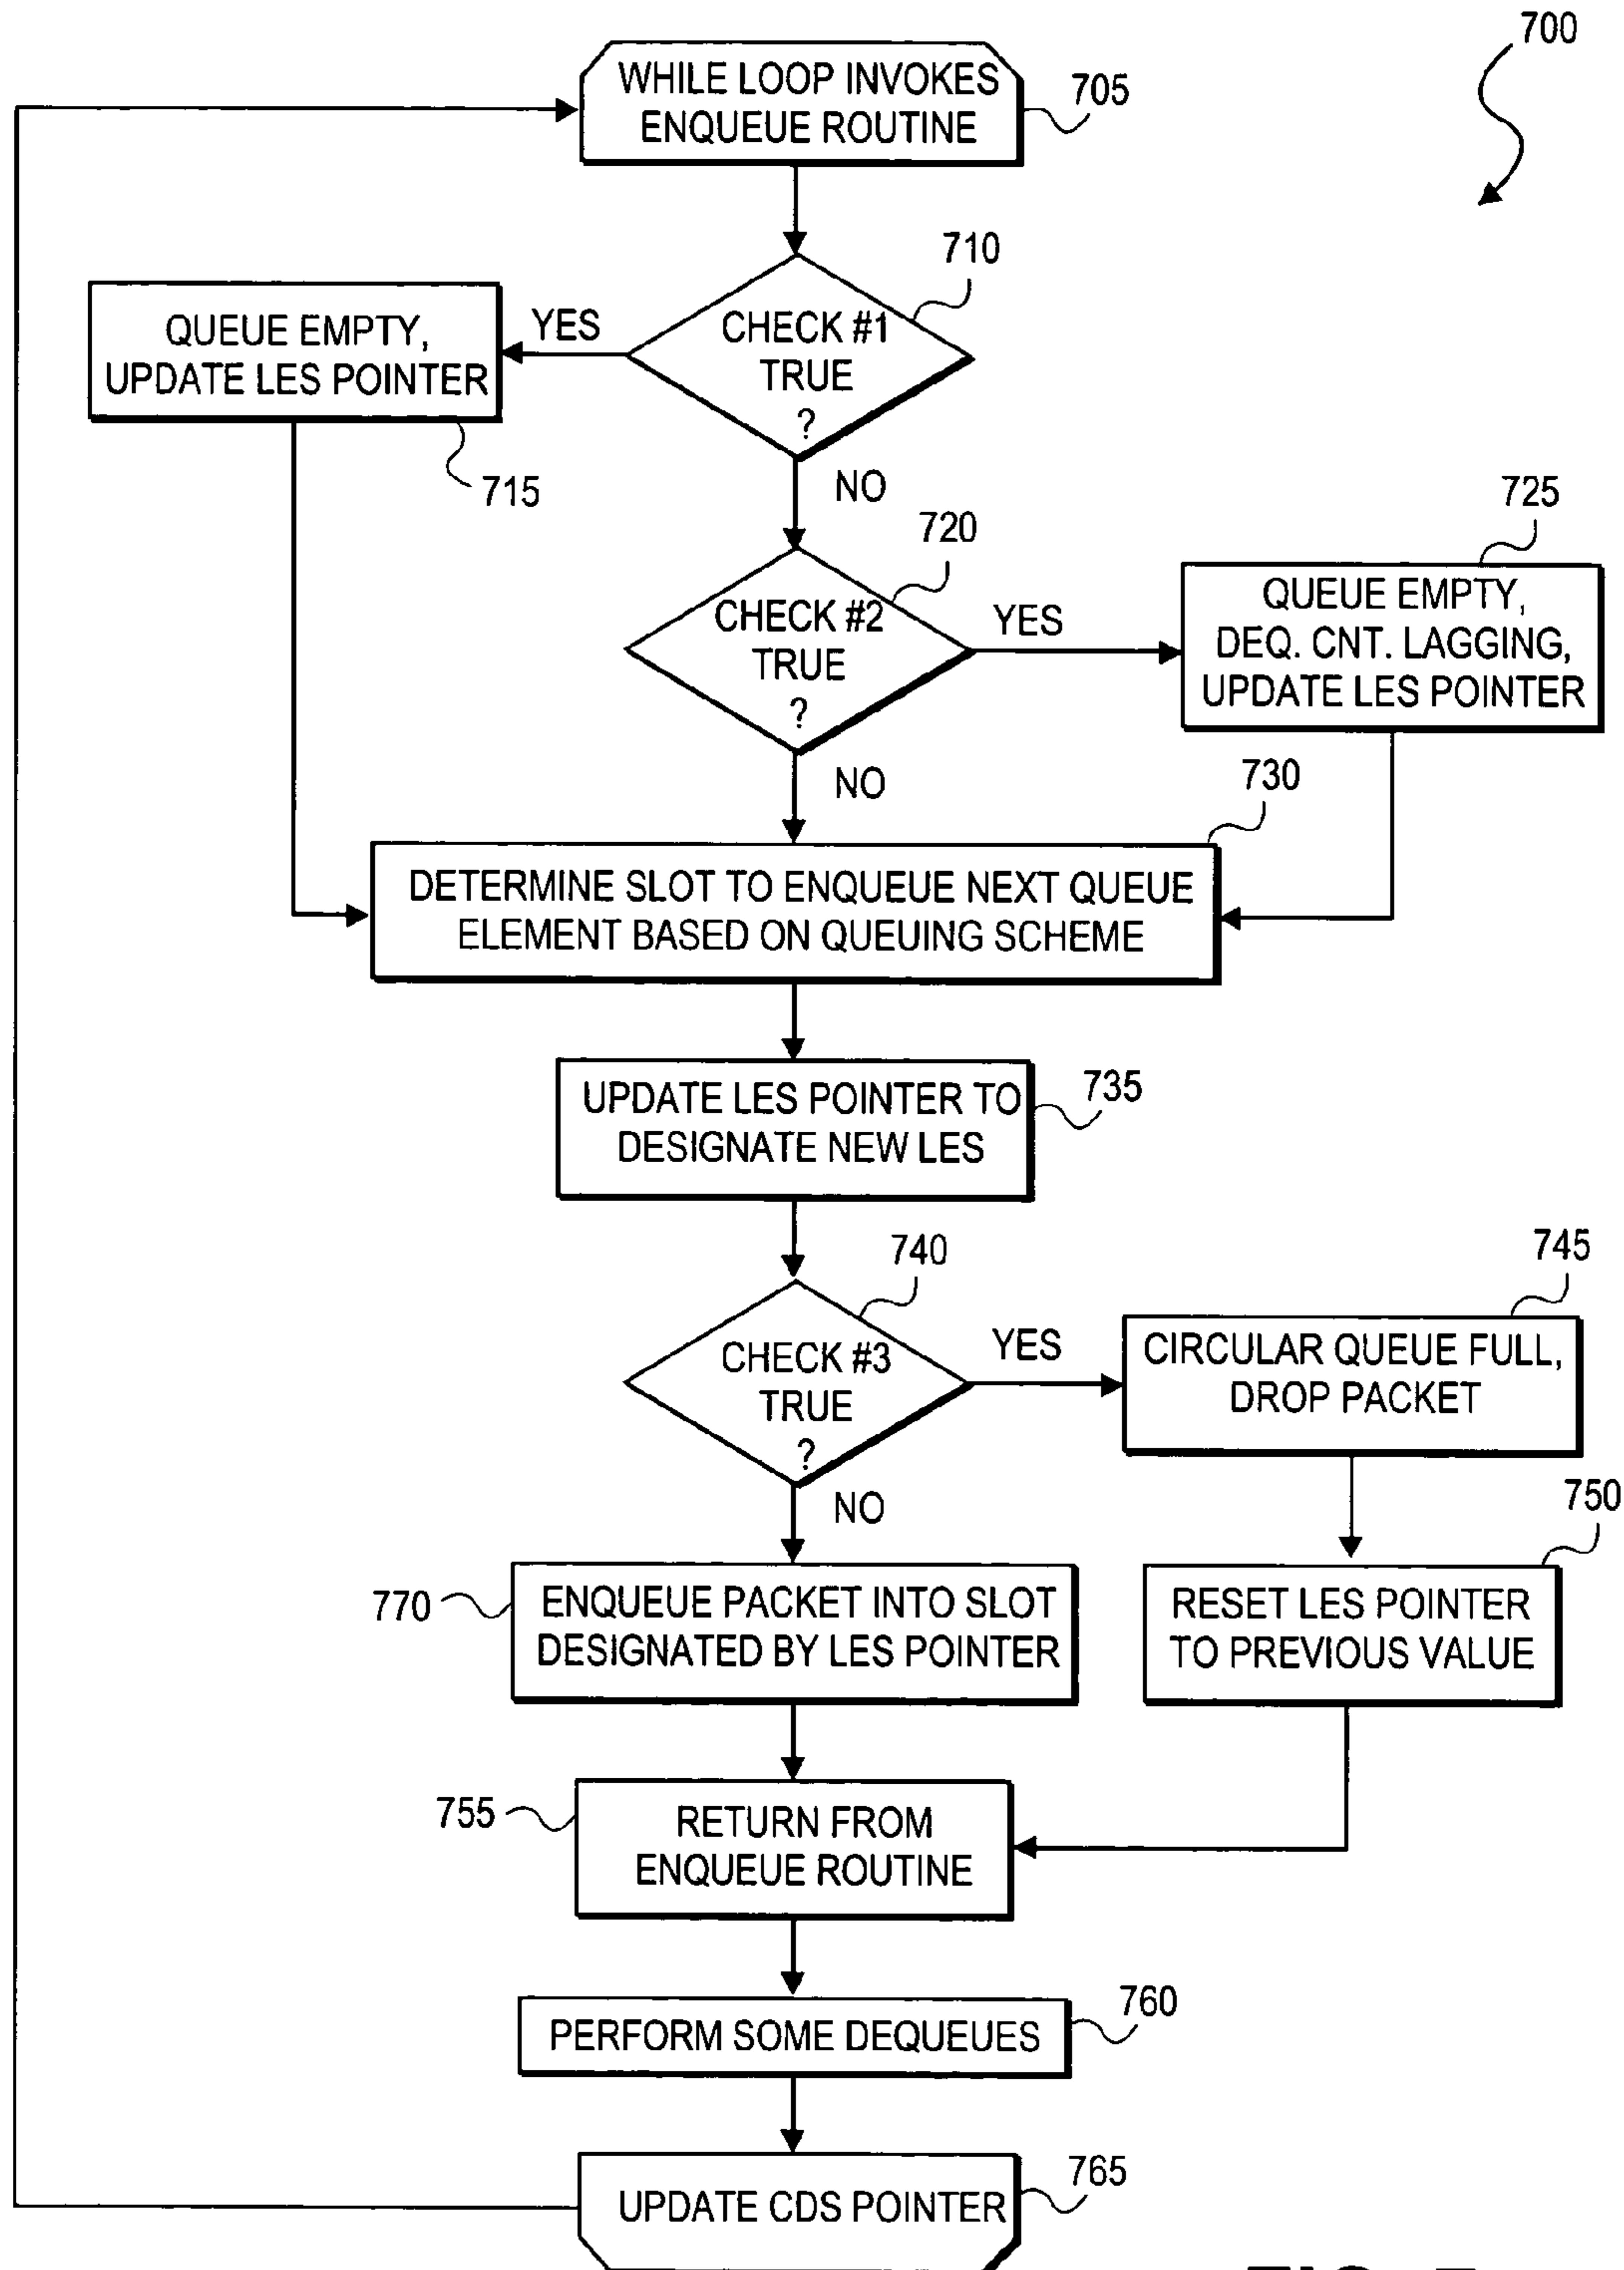 700
WHILE LOOP INVOKES
ENQUEUE ROUTINE
705
710
CHECK #1
TRUE
?
YES
QUEUE EMPTY,
UPDATE LES POINTER
715
NO
720
CHECK #2
TRUE
?
YES
725
QUEUE EMPTY,
DEQ. CNT. LAGGING,
UPDATE LES POINTER
NO
730
DETERMINE SLOT TO ENQUEUE NEXT QUEUE
ELEMENT BASED ON QUEUING SCHEME
UPDATE LES POINTER TO
DESIGNATE NEW LES
735
740
CHECK #3
TRUE
?
YES
745
CIRCULAR QUEUE FULL,
DROP PACKET
NO
750
RESET LES POINTER
TO PREVIOUS VALUE
770
ENQUEUE PACKET INTO SLOT
DESIGNATED BY LES POINTER
755
RETURN FROM
ENQUEUE ROUTINE
PERFORM SOME DEQUEUES
760
UPDATE CDS POINTER
765